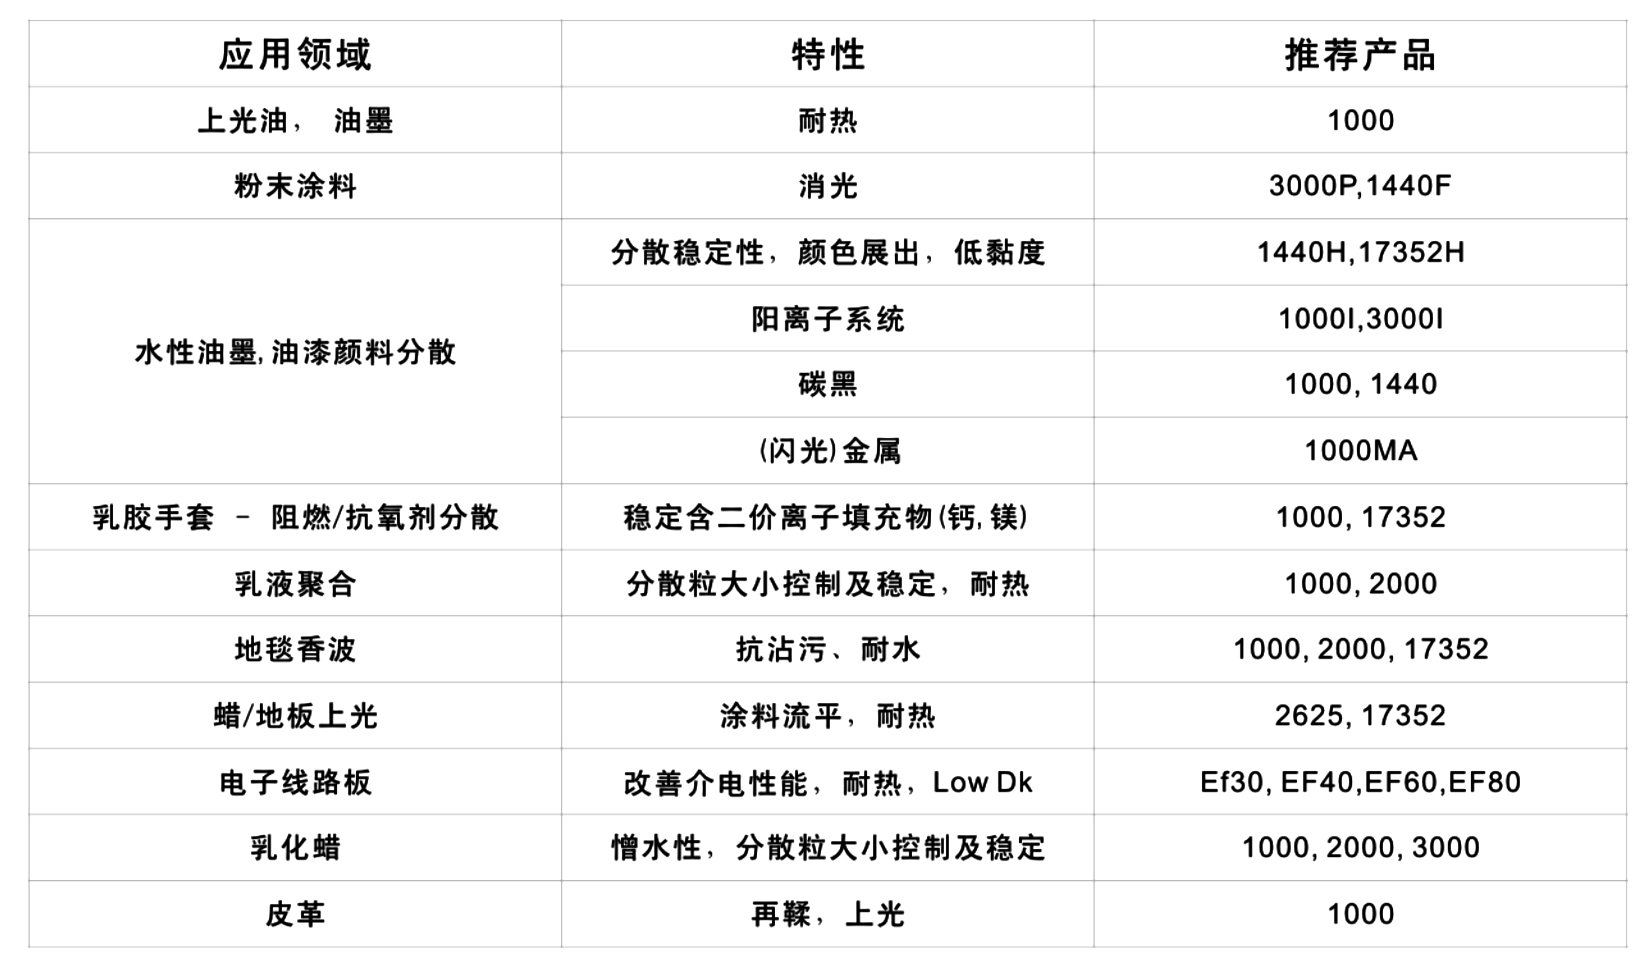 应用领域 特性 推荐产品
上光油， 油墨 耐热 1000
粉末涂料 消光 3000P,1440F
分散稳定性，颜色展出，低黏度 1440H,17352H
阳离子系统 1000I,3000I
水性油墨,油漆颜料分散
碳黑 1000, 1440
(闪光)金属 1000MA
乳胶手套 - 阻燃/抗氧剂分散 稳定含二价离子填充物(钙,镁) 1000, 17352
乳液聚合 分散粒大小控制及稳定，耐热 1000, 2000
地毯香波 抗沾污、耐水 1000, 2000, 17352
蜡/地板上光 涂料流平，耐热 2625, 17352
电子线路板 改善介电性能，耐热，Low Dk Ef30, EF40,EF60,EF80
乳化蜡 憎水性，分散粒大小控制及稳定 1000, 2000, 3000
皮革 再鞣，上光 1000